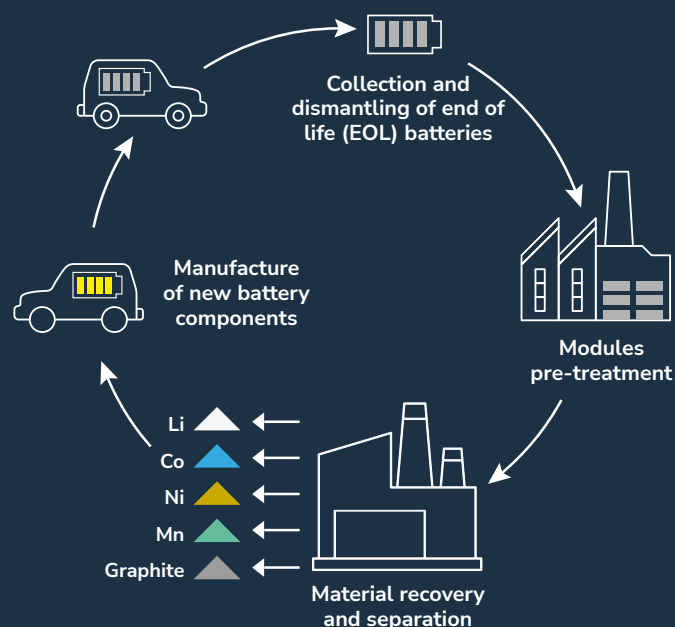 Collection and
dismantling of end of
life (EOL) batteries
Manufacture
of new battery
components
Modules
pre-treatment
Li
Co
Ni
Mn
Graphite
Material recovery
and separation